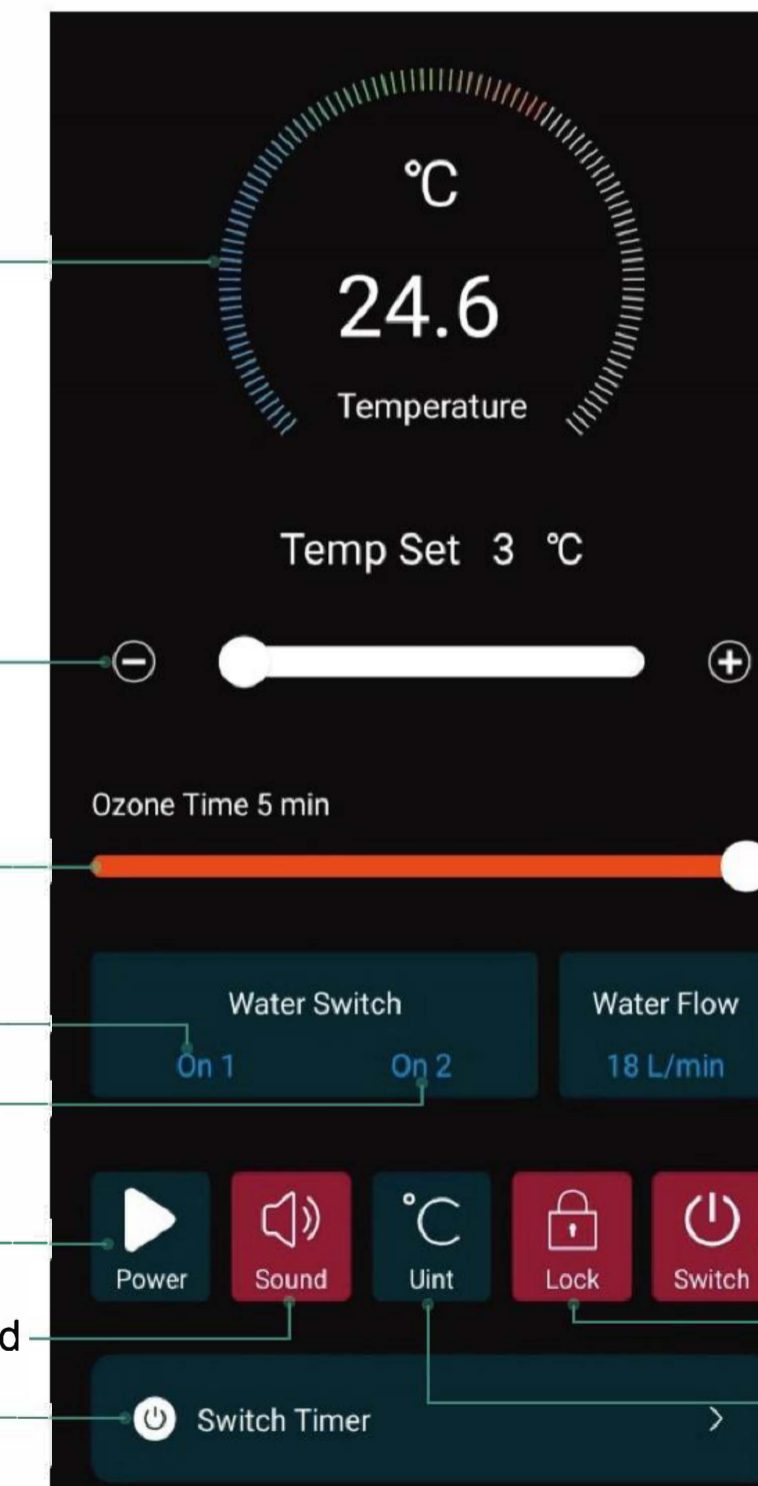 °C
24.6
Temperature
Temp Set 3 °C
Ozone Time 5 min
Water Switch
On 1 On 2
Water Flow
18 L/min
°C
Power Sound Uint Lock Switch
d
Switch Timer